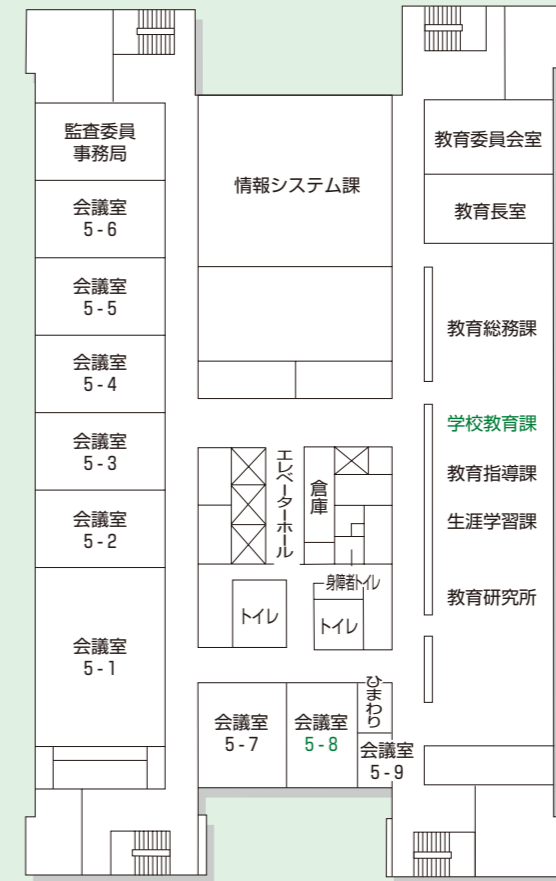 監査委員
事務局
会議室
5-6
会議室
5-5
会議室
5-4
会議室
5-3
会議室
5-2
会議室
5-1
情報システム課
エレベーターホール
倉庫
身障者トイレ
トイレ
トイレ
会議室
5-7
会議室
5-8
ひまわり
会議室
5-9
教育委員会室
教育長室
教育総務課
学校教育課
教育指導課
生涯学習課
教育研究所